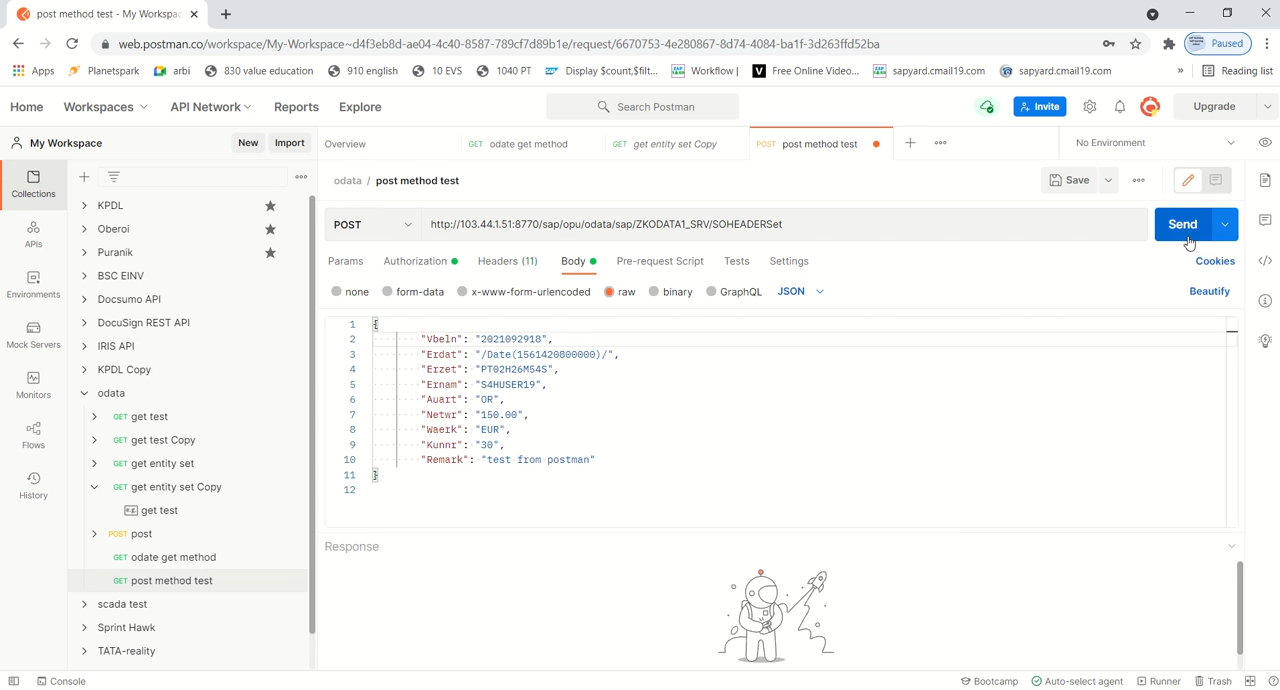 post method test - My Workspac
web.postman.co/workspace/My-Workspace~d4f3eb8d-ae04-4c40-8587-78fcf7d89b1e/request/6670753-4e280867-8d74-4084-ba1f-3d263ffd52ba
Paused
Apps Planetspark arbi 830 value education 910 english 10 EVS 1040 PT Display $count,$filt... Workflow | Free Online Video... sapyard.cmail19.com sapyard.cmail19.com » Reading list
Home Workspaces API Network Reports Explore Search Postman Invite Upgrade
My Workspace New Import Overview GET odate get method GET get entity set Copy POST post method test No Environment
Collections
APIs
Environments
Mock Servers
Monitors
Flows
History
KPDL
Oberoi
Puranik
BSC EINV
Docsumo API
DocuSign REST API
IRIS API
KPDL Copy
odata
GET get test
GET get test Copy
GET get entity set
GET get entity set Copy
e.g. get test
POST post
GET odate get method
GET post method test
scada test
Sprint Hawk
TATA-reality
odata / post method test Save
POST http://103.44.1.51:8770/sap/opu/odata/sap/ZKODATA1_SRV/SOHEADERSet Send
Params Authorization Headers (11) Body Pre-request Script Tests Settings Cookies
none form-data x-www-form-urlencoded raw binary GraphQL JSON Beautify
1 {
2 "Vbeln": "2021092918",
3 "Erdat": "/Date(1561420800000)/",
4 "Erzet": "PT02H26M54S",
5 "Ernam": "S4HUSER19",
6 "Auart": "OR",
7 "Netwr": "150.00",
8 "Waerk": "EUR",
9 "Kunnr": "30",
10 "Remark": "test from postman"
11 }
12
Response
Console Bootcamp Auto-select agent Runner Trash